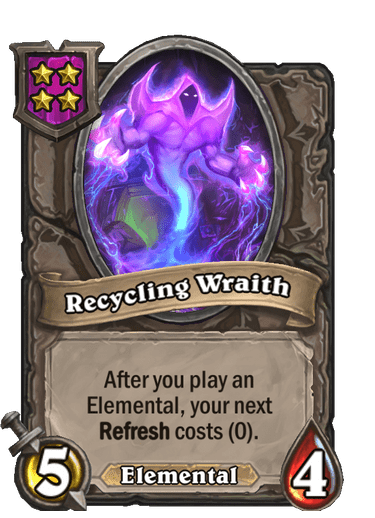 Recycling Wraith
After you play an
Elemental, your next
Refresh costs (0).
5
Elemental
4